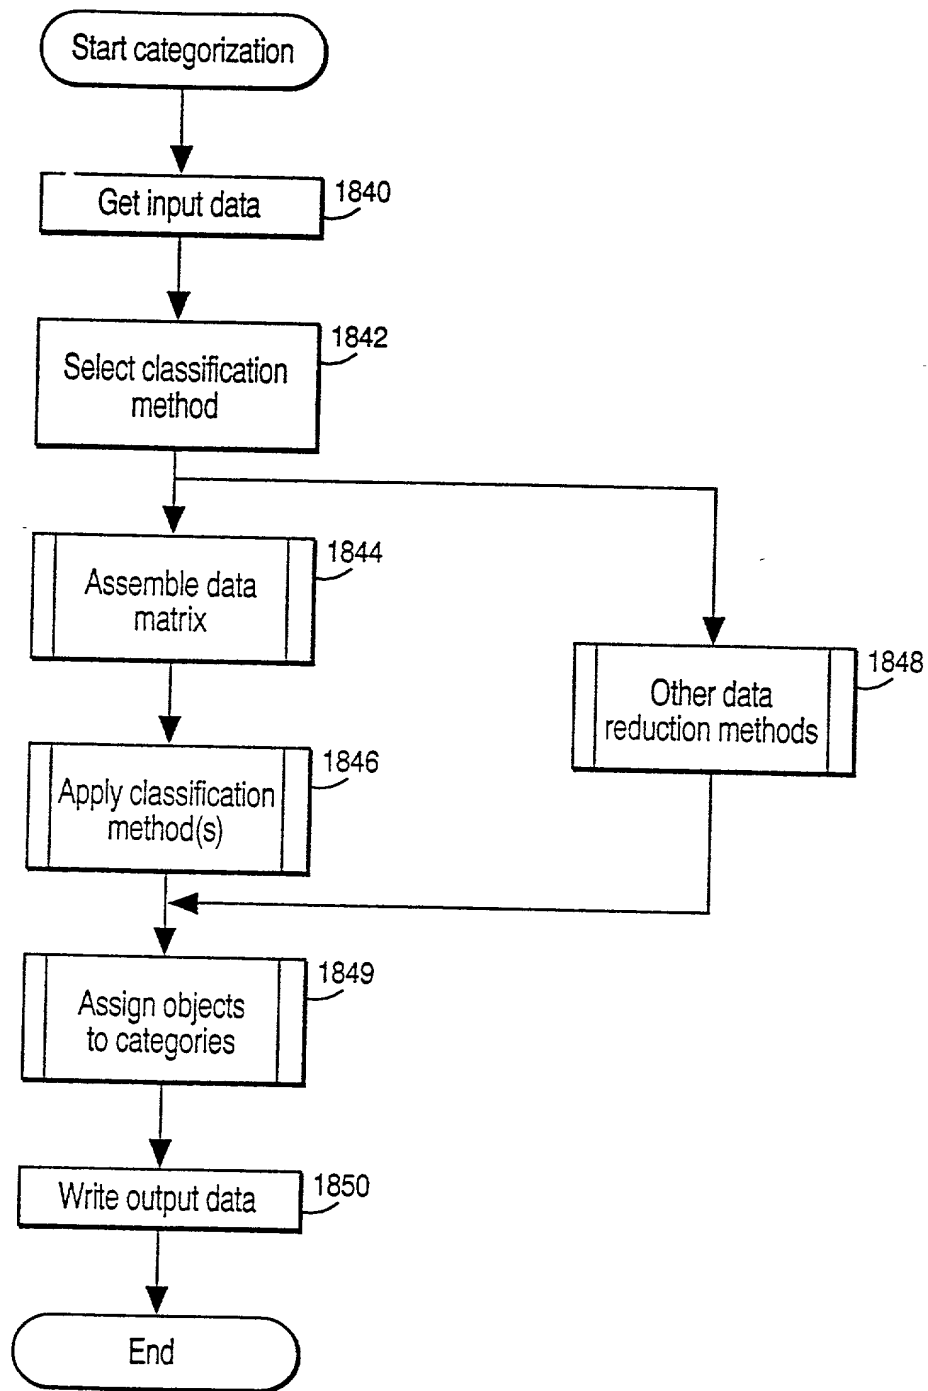 Start categorization
Get input data
1840
Select classification
method
1842
Assemble data
matrix
1844
Other data
reduction methods
1848
Apply classification
method(s)
1846
Assign objects
to categories
1849
Write output data
1850
End